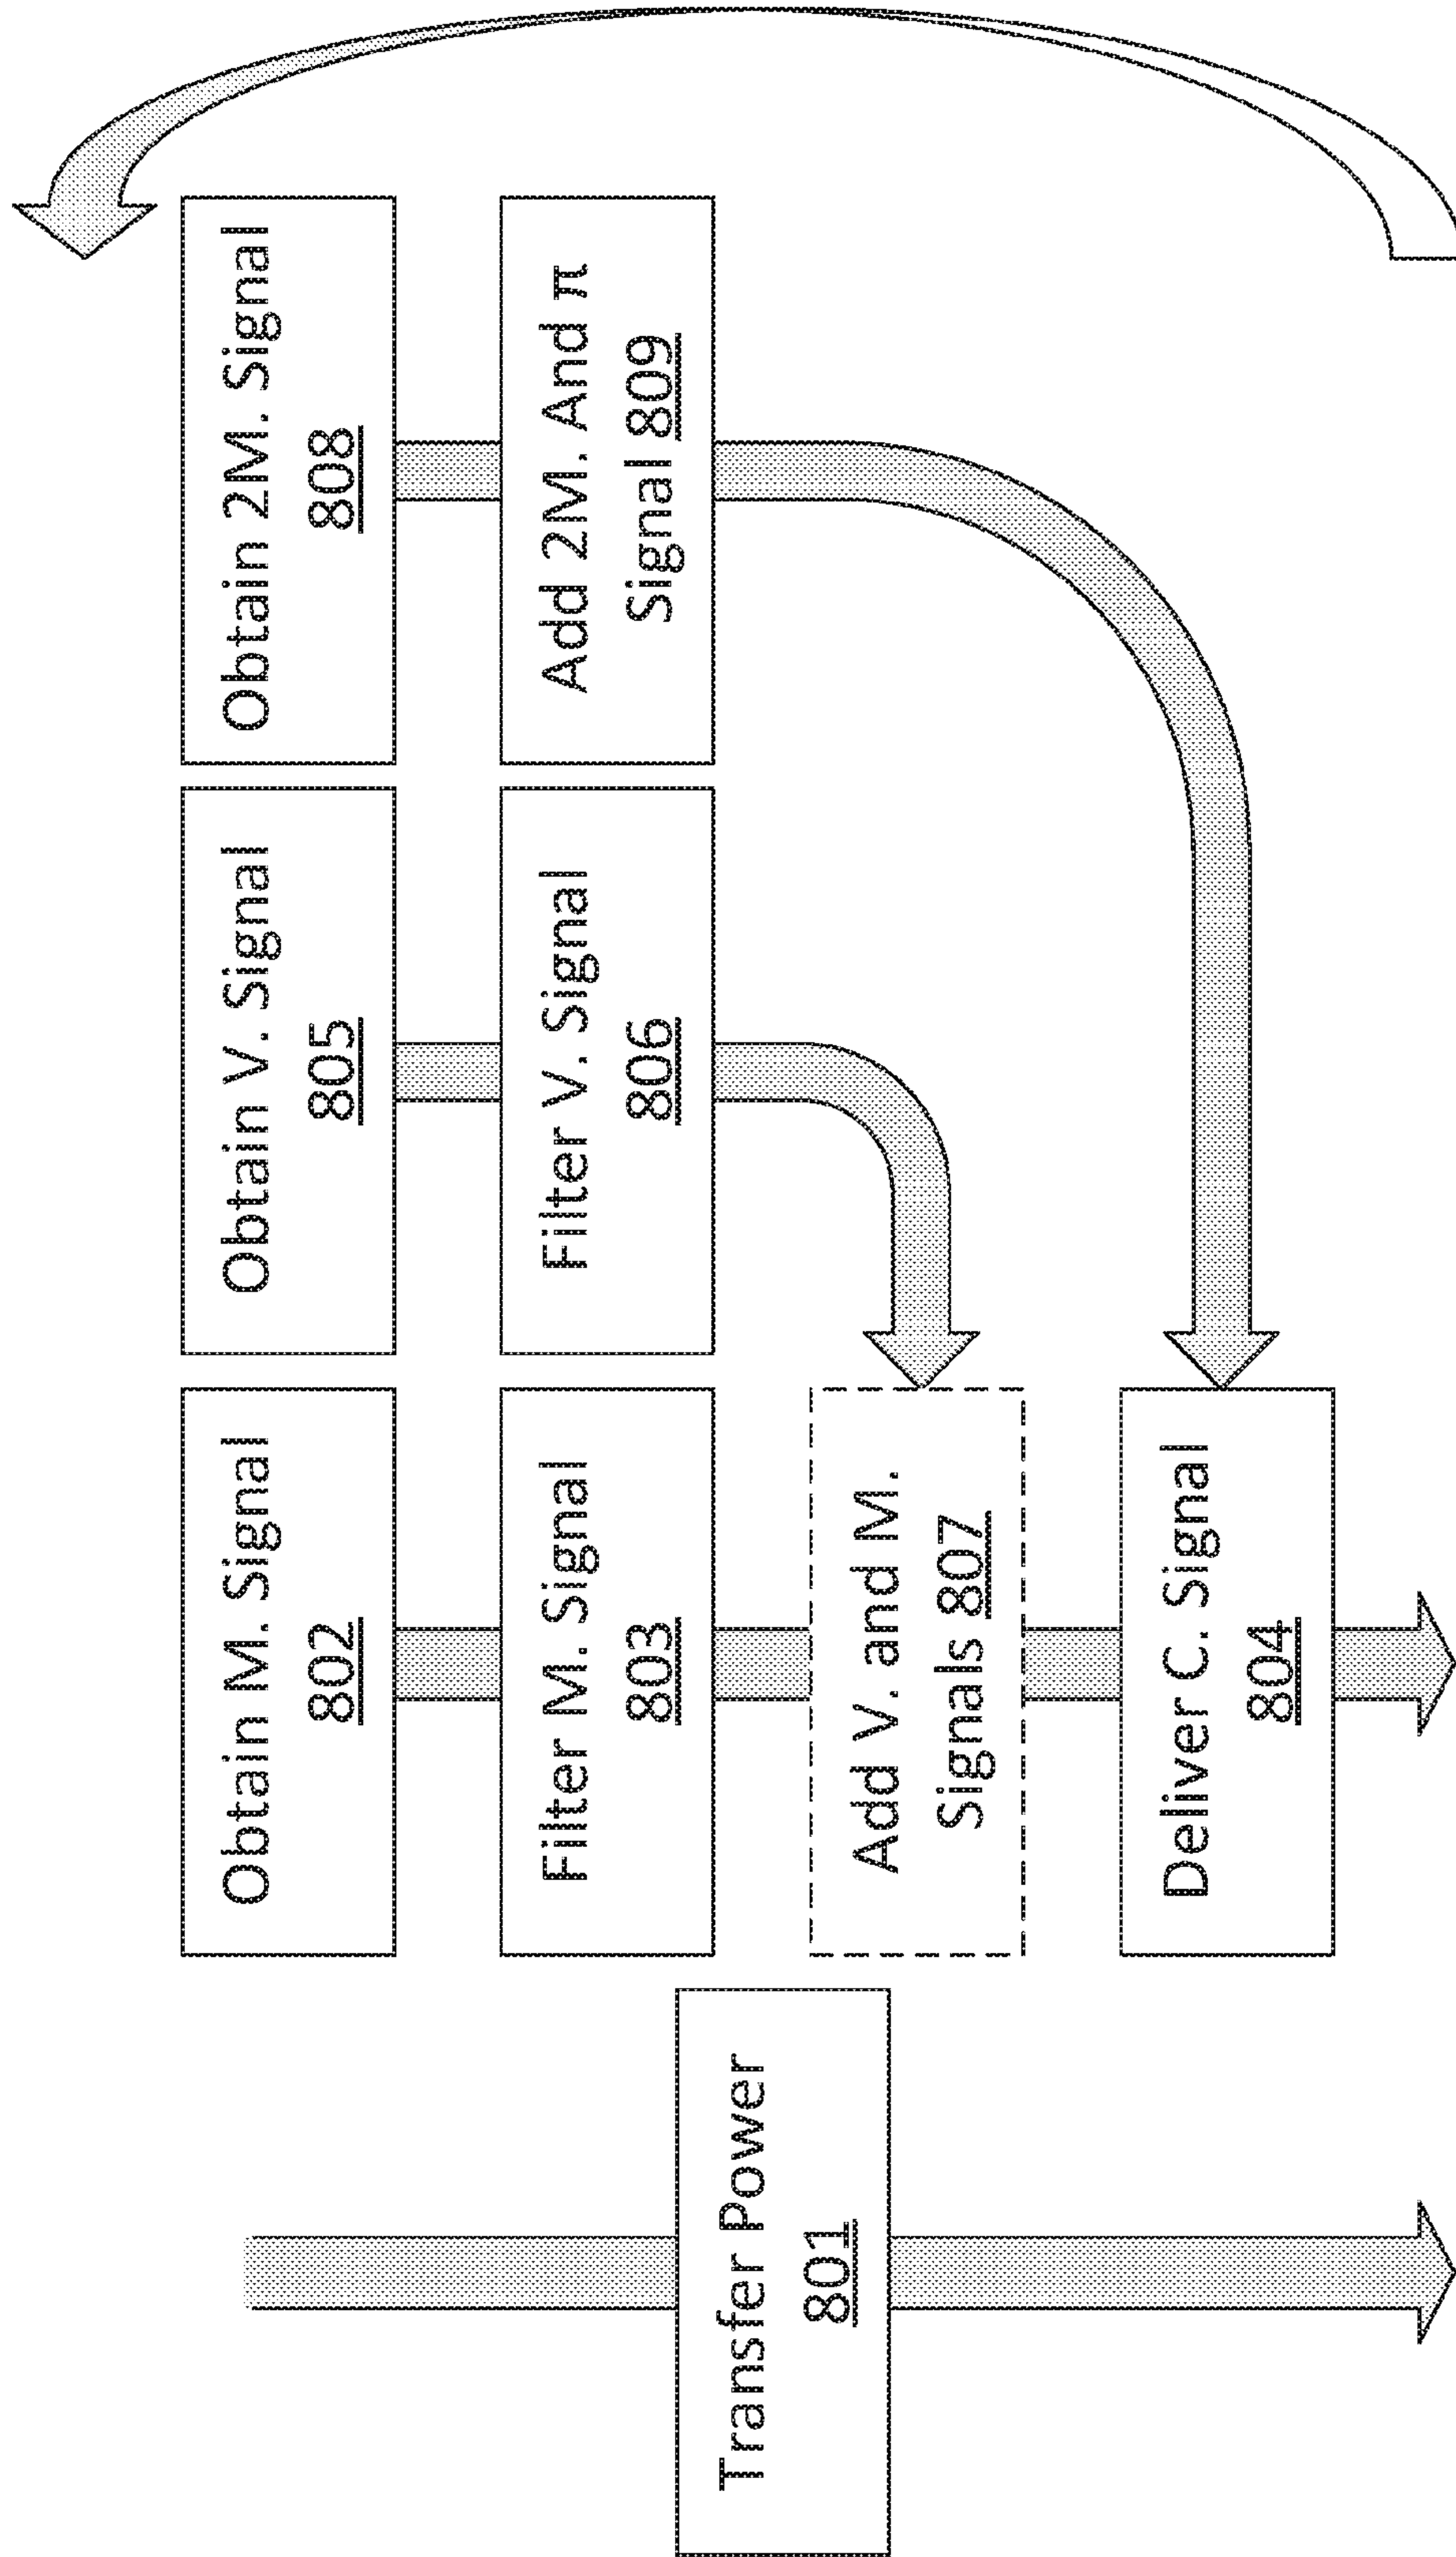 Transfer Power
801
Obtain M. Signal
802
Filter M. Signal
803
Add V. and M.
Signals 807
Deliver C. Signal
804
Obtain V. Signal
805
Filter V. Signal
806
Obtain 2M. Signal
808
Add 2M. And π
Signal 809